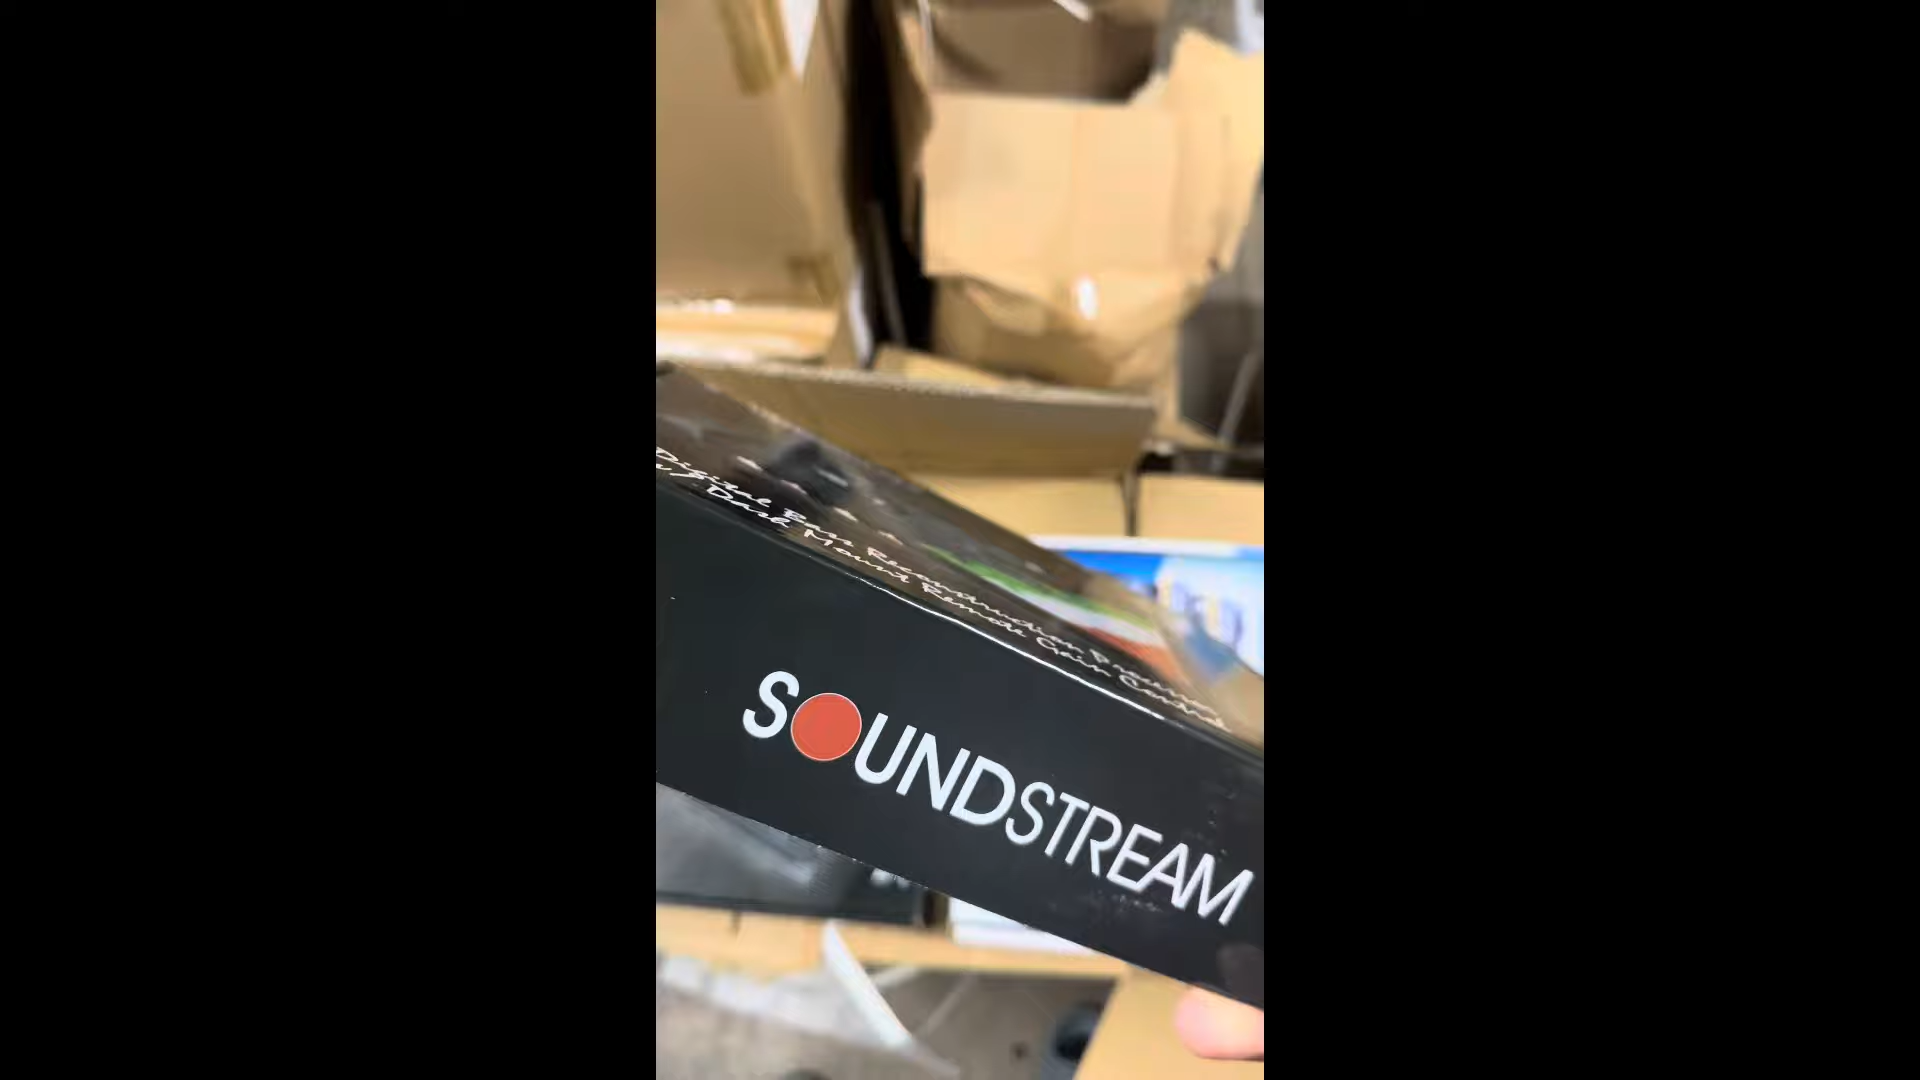 Digital Bass Reconstruction Processor
Dash Mount Remote Gain Control
SOUNDSTREAM